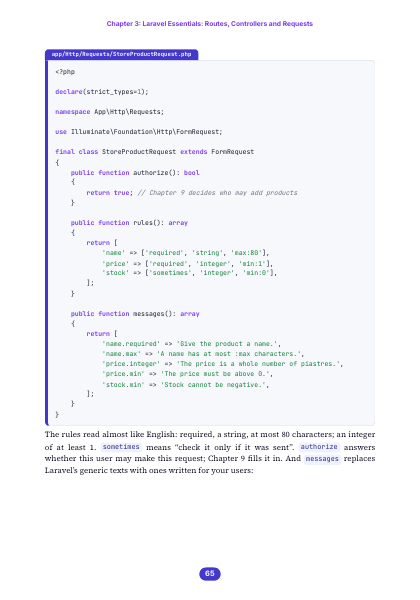 Chapter 3: Laravel Essentials: Routes, Controllers and Requests
app/Http/Requests/StoreProductRequest.php
<?php
declare(strict_types=1);
namespace App\Http\Requests;
use Illuminate\Foundation\Http\FormRequest;
final class StoreProductRequest extends FormRequest
{
    public function authorize(): bool
    {
        return true; // Chapter 9 decides who may add products
    }
    public function rules(): array
    {
        return [
            'name' => ['required', 'string', 'max:80'],
            'price' => ['required', 'integer', 'min:1'],
            'stock' => ['sometimes', 'integer', 'min:0'],
        ];
    }
    public function messages(): array
    {
        return [
            'name.required' => 'Give the product a name.',
            'name.max' => 'A name has at most :max characters.',
            'price.integer' => 'The price is a whole number of piastres.',
            'price.min' => 'The price must be above 0.',
            'stock.min' => 'Stock cannot be negative.',
        ];
    }
}
The rules read almost like English: required, a string, at most 80 characters; an integer
of at least 1. sometimes means “check it only if it was sent”. authorize answers
whether this user may make this request; Chapter 9 fills it in. And messages replaces
Laravel’s generic texts with ones written for your users:
65